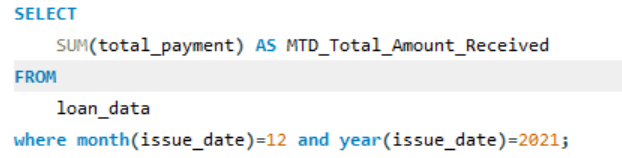 SELECT
SUM(total_payment) AS MTD_Total_Amount_Received
FROM
loan_data
where month(issue_date)=12 and year(issue_date)=2021;